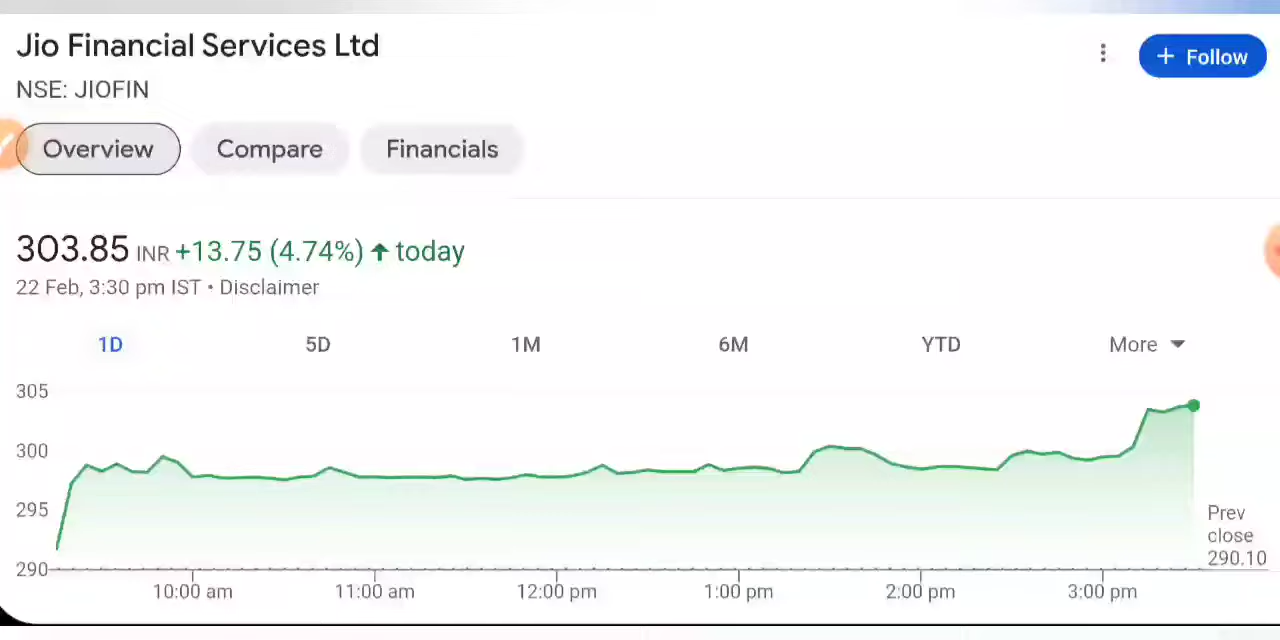 Jio Financial Services Ltd
+ Follow
NSE: JIOFIN
Overview
Compare
Financials
303.85 INR +13.75 (4.74%) ↑ today
22 Feb, 3:30 pm IST • Disclaimer
1D 5D 1M 6M YTD More
305
300
295
290
Prev
close
290.10
10:00 am 11:00 am 12:00 pm 1:00 pm 2:00 pm 3:00 pm